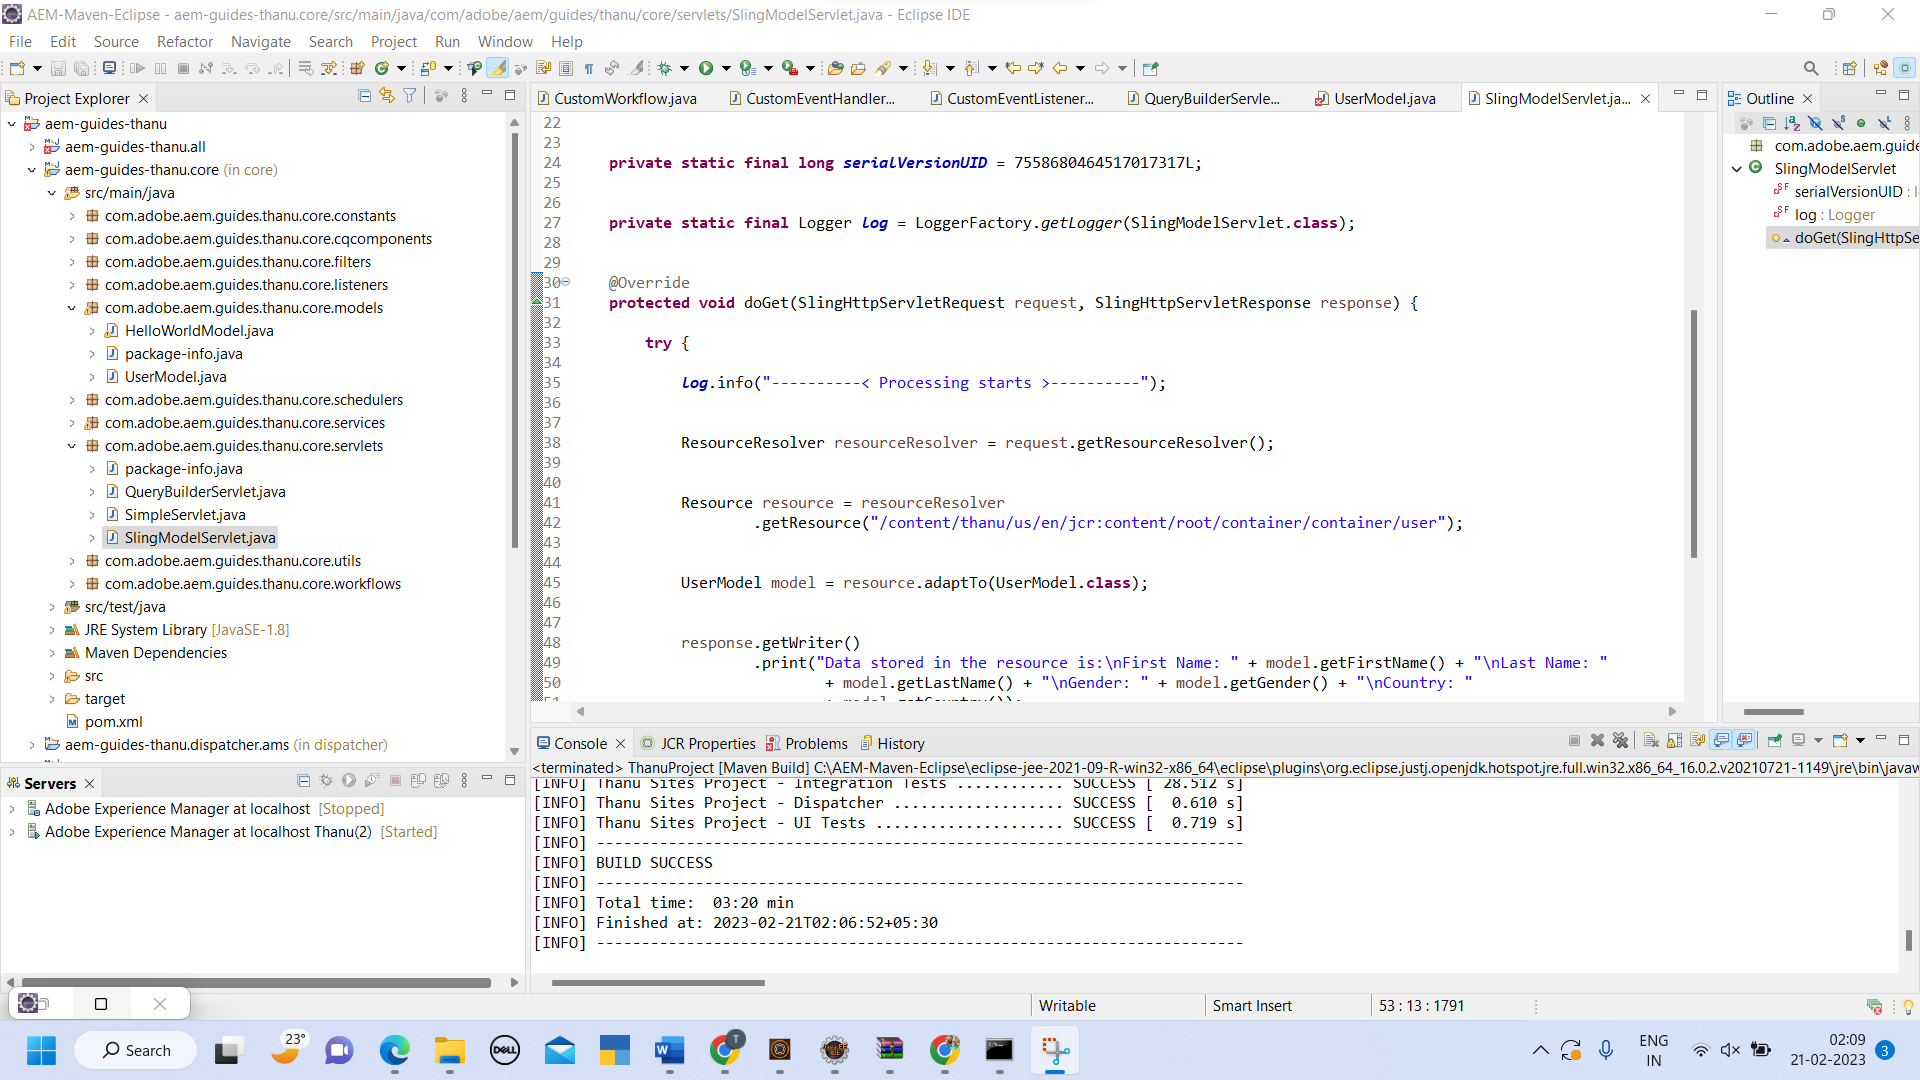 AEM-Maven-Eclipse - aem-guides-thanu.core/src/main/java/com/adobe/aem/guides/thanu/core/servlets/SlingModelServlet.java - Eclipse IDE
File Edit Source Refactor Navigate Search Project Run Window Help
Project Explorer
aem-guides-thanu
aem-guides-thanu.all
aem-guides-thanu.core (in core)
src/main/java
com.adobe.aem.guides.thanu.core.constants
com.adobe.aem.guides.thanu.core.cqcomponents
com.adobe.aem.guides.thanu.core.filters
com.adobe.aem.guides.thanu.core.listeners
com.adobe.aem.guides.thanu.core.models
HelloWorldModel.java
package-info.java
UserModel.java
com.adobe.aem.guides.thanu.core.schedulers
com.adobe.aem.guides.thanu.core.services
com.adobe.aem.guides.thanu.core.servlets
package-info.java
QueryBuilderServlet.java
SimpleServlet.java
SlingModelServlet.java
com.adobe.aem.guides.thanu.core.utils
com.adobe.aem.guides.thanu.core.workflows
src/test/java
JRE System Library [JavaSE-1.8]
Maven Dependencies
src
target
pom.xml
aem-guides-thanu.dispatcher.ams (in dispatcher)
Servers
Adobe Experience Manager at localhost [Stopped]
Adobe Experience Manager at localhost Thanu(2) [Started]
CustomWorkflow.java CustomEventHandler... CustomEventListener... QueryBuilderServle... UserModel.java SlingModelServlet.ja...
22
23
24 private static final long serialVersionUID = 7558680464517017317L;
25
26
27 private static final Logger log = LoggerFactory.getLogger(SlingModelServlet.class);
28
29
30 @Override
31 protected void doGet(SlingHttpServletRequest request, SlingHttpServletResponse response) {
32
33 try {
34
35 log.info("----------< Processing starts >----------");
36
37
38 ResourceResolver resourceResolver = request.getResourceResolver();
39
40
41 Resource resource = resourceResolver
42 .getResource("/content/thanu/us/en/jcr:content/root/container/container/user");
43
44
45 UserModel model = resource.adaptTo(UserModel.class);
46
47
48 response.getWriter()
49 .print("Data stored in the resource is:\nFirst Name: " + model.getFirstName() + "\nLast Name: "
50 + model.getLastName() + "\nGender: " + model.getGender() + "\nCountry: "
Outline
com.adobe.aem.guide
SlingModelServlet
serialVersionUID :
log : Logger
doGet(SlingHttpSe
Console JCR Properties Problems History
<terminated> ThanuProject [Maven Build] C:\AEM-Maven-Eclipse\eclipse-jee-2021-09-R-win32-x86_64\eclipse\plugins\org.eclipse.justj.openjdk.hotspot.jre.full.win32.x86_64_16.0.2.v20210721-1149\jre\bin\javaw
[INFO] Thanu Sites Project - Integration Tests ............ SUCCESS [ 28.512 s]
[INFO] Thanu Sites Project - Dispatcher ................... SUCCESS [  0.610 s]
[INFO] Thanu Sites Project - UI Tests ..................... SUCCESS [  0.719 s]
[INFO] ------------------------------------------------------------------------
[INFO] BUILD SUCCESS
[INFO] ------------------------------------------------------------------------
[INFO] Total time:  03:20 min
[INFO] Finished at: 2023-02-21T02:06:52+05:30
[INFO] ------------------------------------------------------------------------
Writable Smart Insert 53 : 13 : 1791
Search 23° DELL T ENG IN 02:09 21-02-2023 3